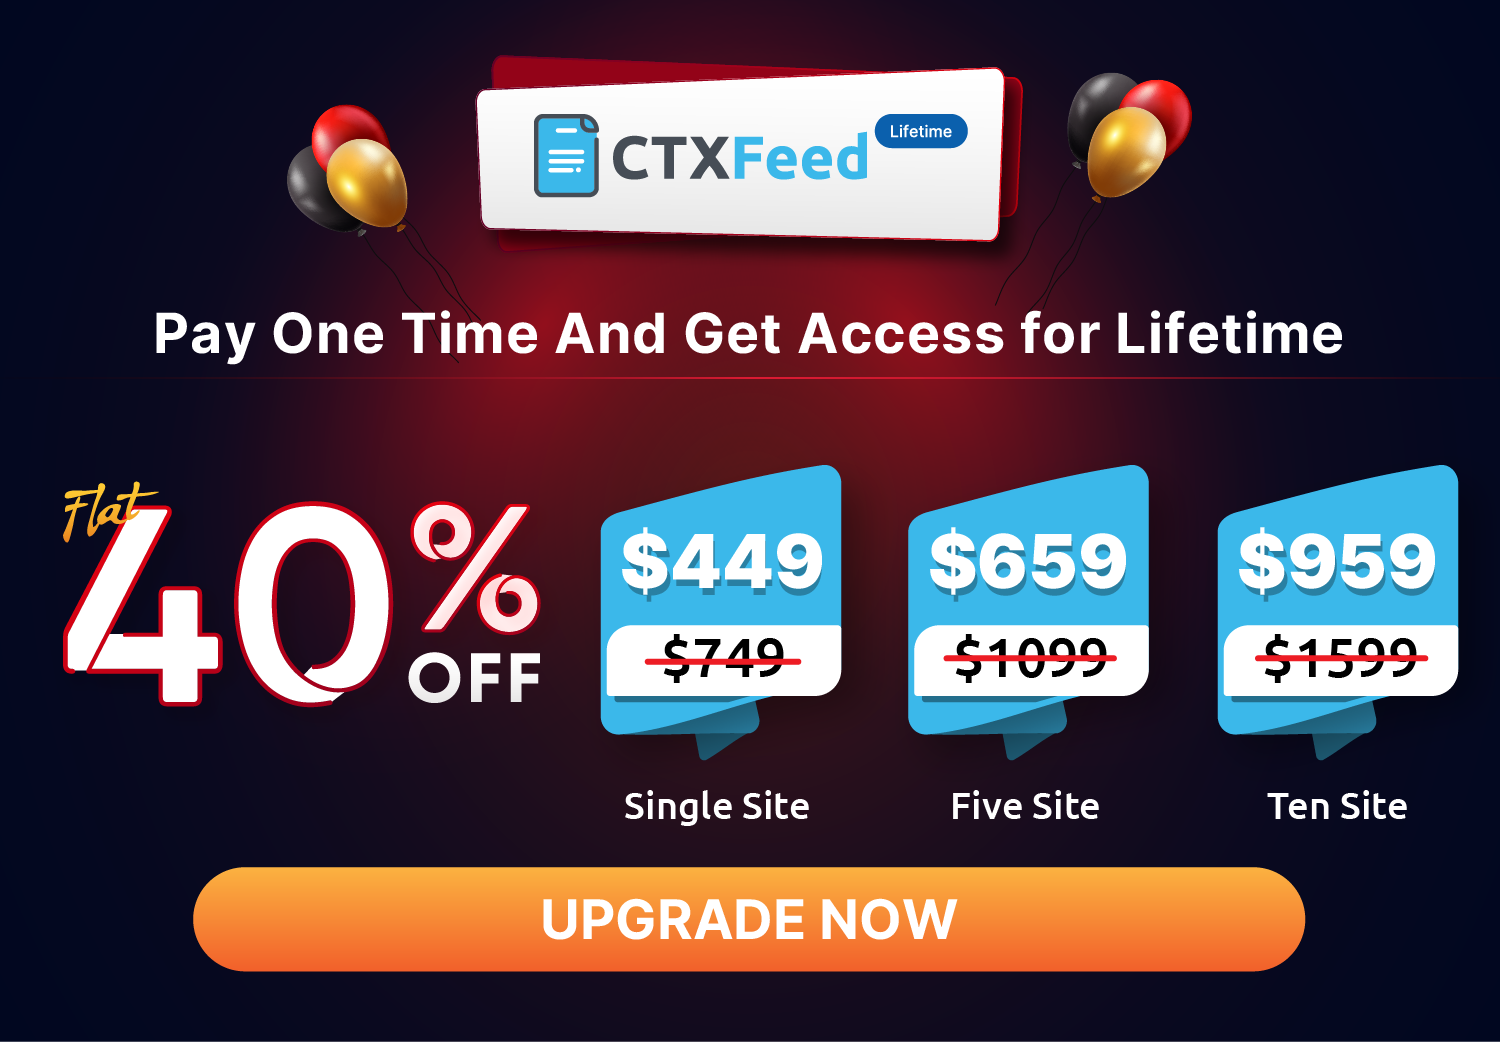 CTXFeed
Lifetime
Pay One Time And Get Access for Lifetime
Flat
40%
OFF
$449
$749
Single Site
$659
$1099
Five Site
$959
$1599
Ten Site
UPGRADE NOW